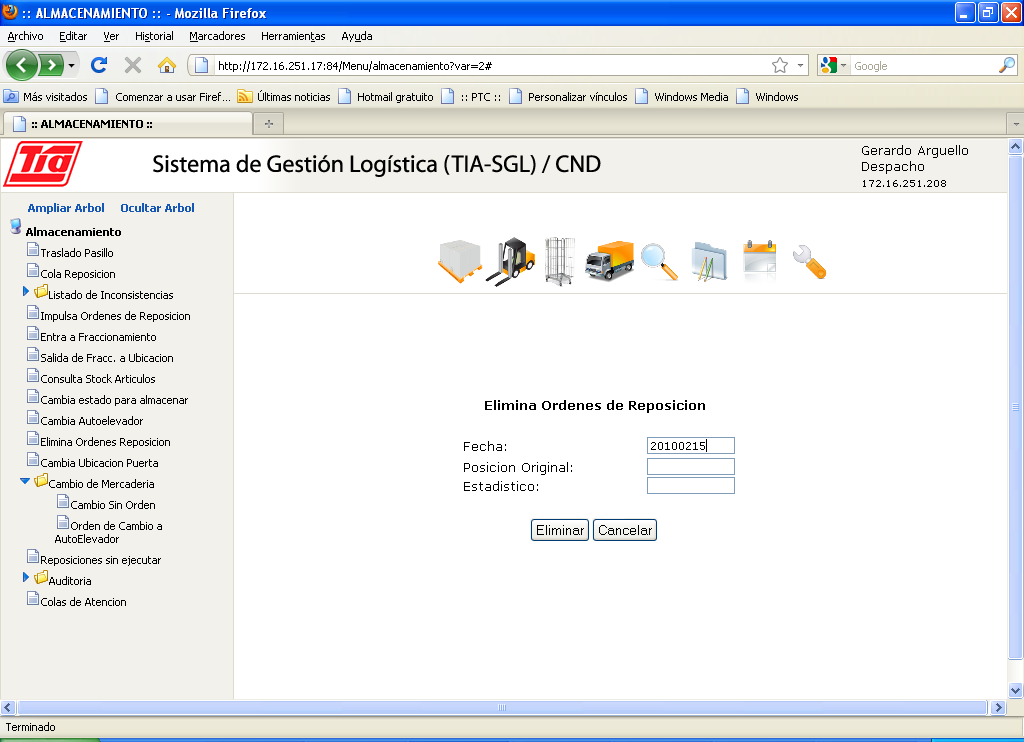 :: ALMACENAMIENTO :: - Mozilla Firefox
Archivo Editar Ver Historial Marcadores Herramientas Ayuda
http://172.16.251.17:84/Menu/almacenamiento?var=2#
Google
Más visitados Comenzar a usar Firef... Últimas noticias Hotmail gratuito :: PTC :: Personalizar vínculos Windows Media Windows
:: ALMACENAMIENTO ::
Tia
Sistema de Gestión Logística (TIA-SGL) / CND
Gerardo Arguello
Despacho
172.16.251.208
Ampliar Arbol Ocultar Arbol
Almacenamiento
Traslado Pasillo
Cola Reposicion
Listado de Inconsistencias
Impulsa Ordenes de Reposicion
Entra a Fraccionamiento
Salida de Fracc. a Ubicacion
Consulta Stock Articulos
Cambia estado para almacenar
Cambia Autoelevador
Elimina Ordenes Reposicion
Cambia Ubicacion Puerta
Cambio de Mercaderia
Cambio Sin Orden
Orden de Cambio a
AutoElevador
Reposiciones sin ejecutar
Auditoria
Colas de Atencion
Elimina Ordenes de Reposicion
Fecha: 20100215
Posicion Original:
Estadistico:
Eliminar Cancelar
Terminado